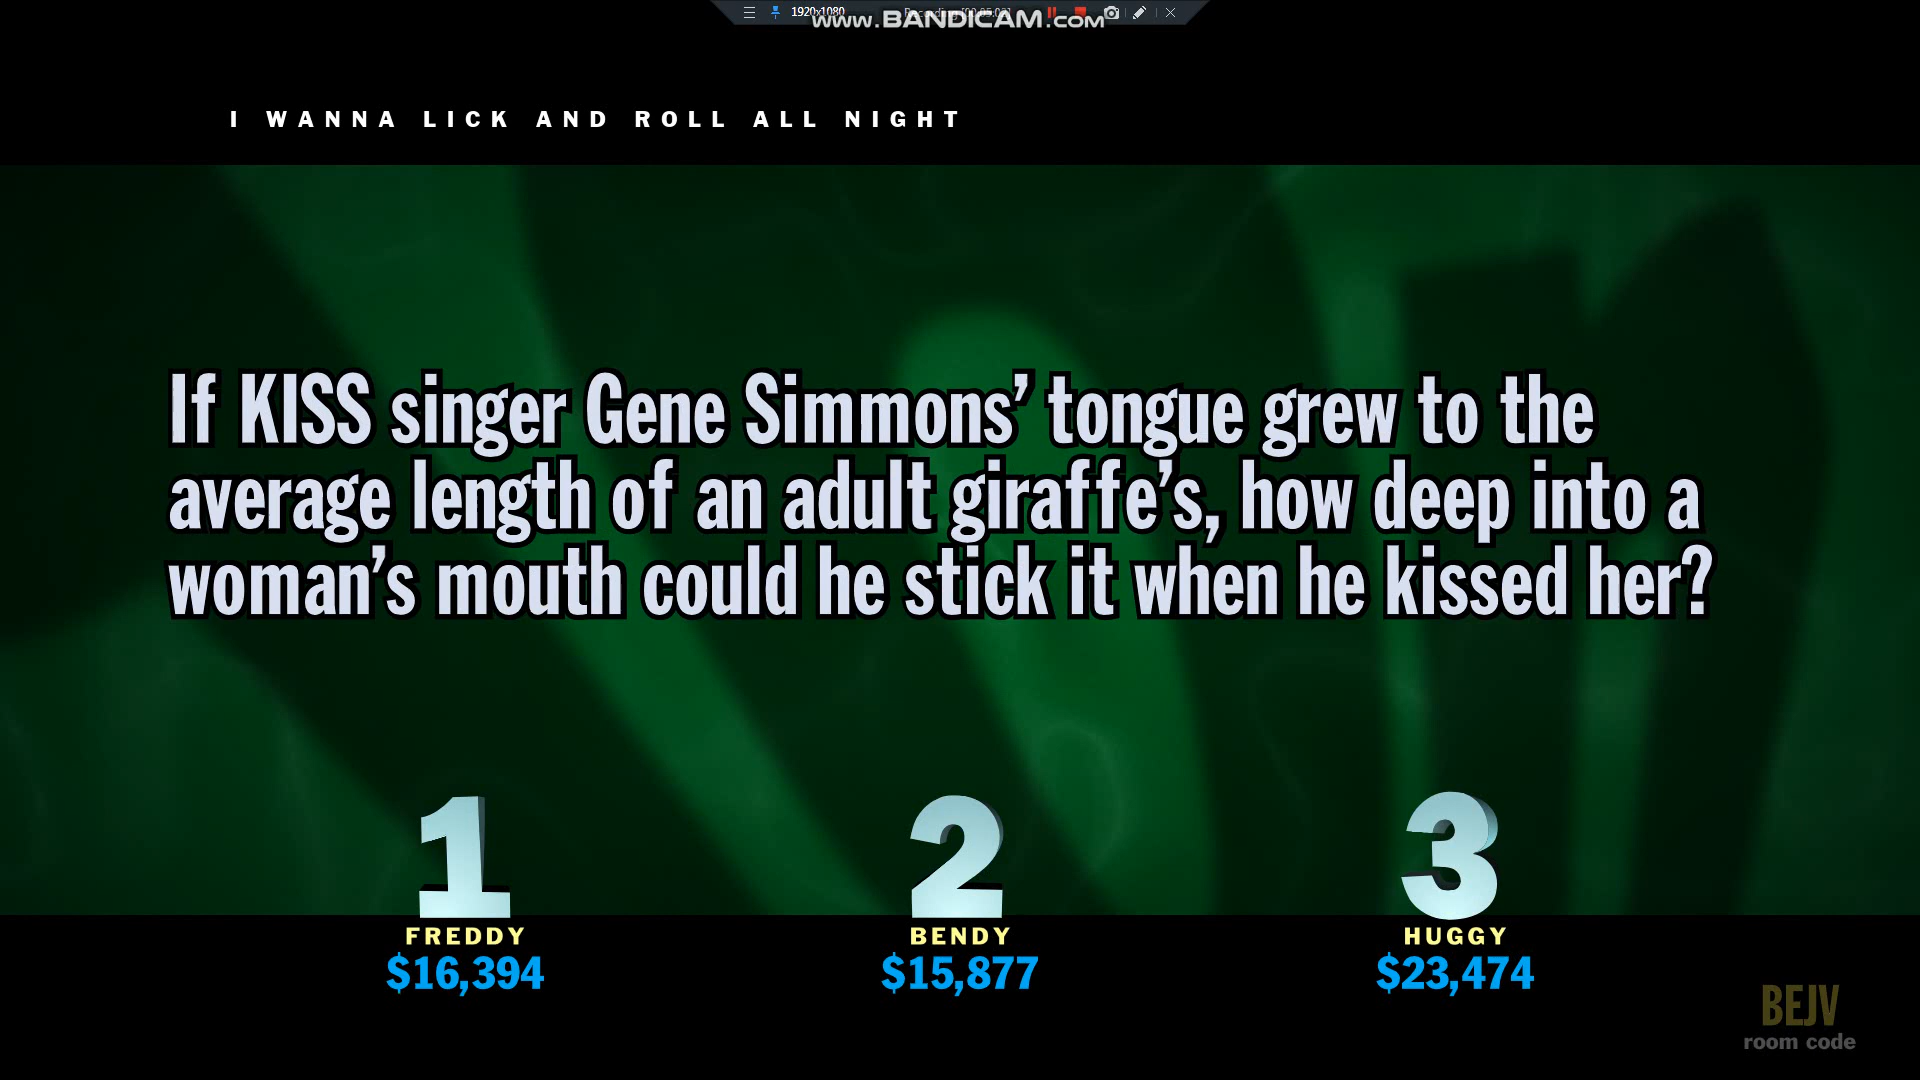 1920x1080
www.BANDICAM.com
I WANNA LICK AND ROLL ALL NIGHT
If KISS singer Gene Simmons’ tongue grew to the
average length of an adult giraffe’s, how deep into a
woman’s mouth could he stick it when he kissed her?
1 2 3
FREDDY BENDY HUGGY
$16,394 $15,877 $23,474
BEJV
room code